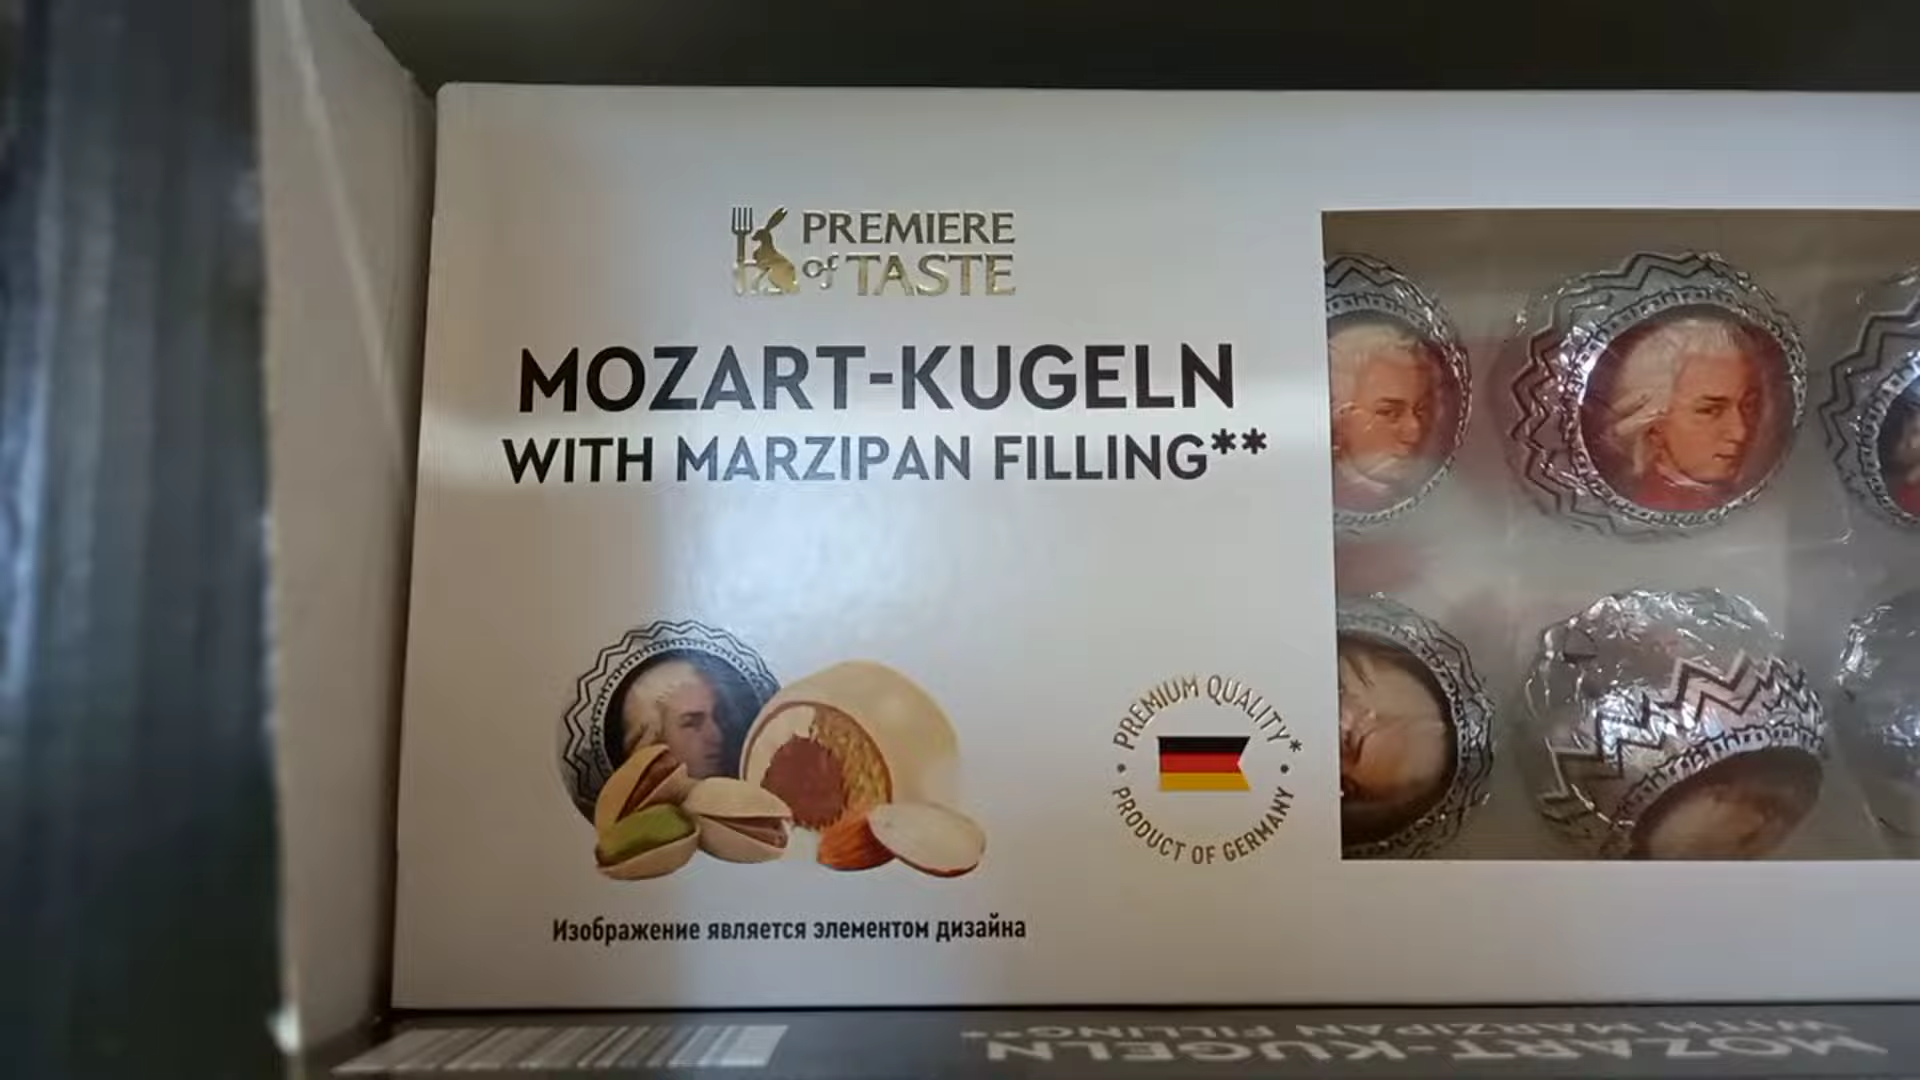 PREMIERE
of TASTE
MOZART-KUGELN
WITH MARZIPAN FILLING**
• PREMIUM QUALITY* •
PRODUCT OF GERMANY
Изображение является элементом дизайна
MOZART-KUGELN
WITH MARZIPAN FILLING**